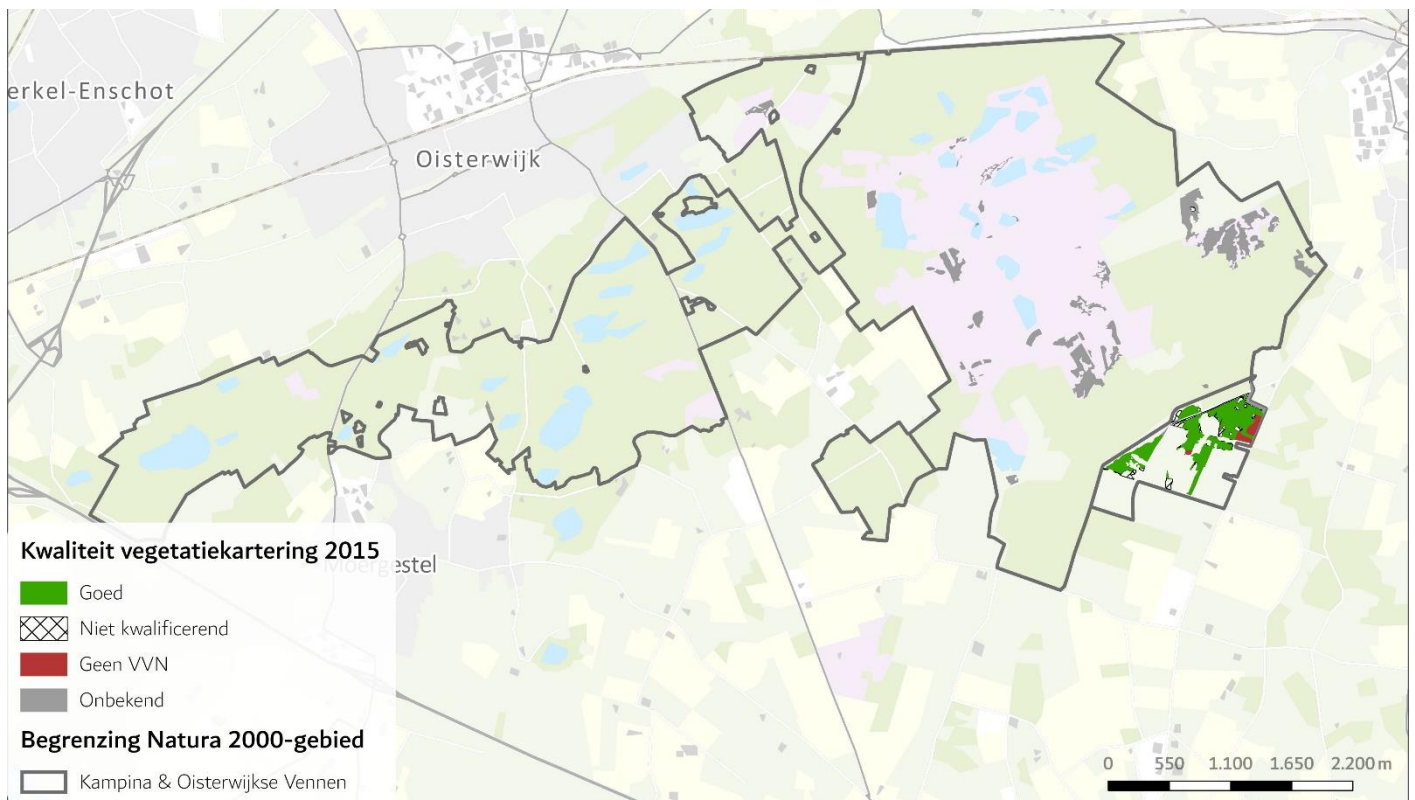 erkel-Enschot
Oisterwijk
Moergestel
Kwaliteit vegetatiekartering 2015
Goed
Niet kwalificerend
Geen VVN
Onbekend
Begrenzing Natura 2000-gebied
Kampina & Oisterwijkse Vennen
0 550 1.100 1.650 2.200 m